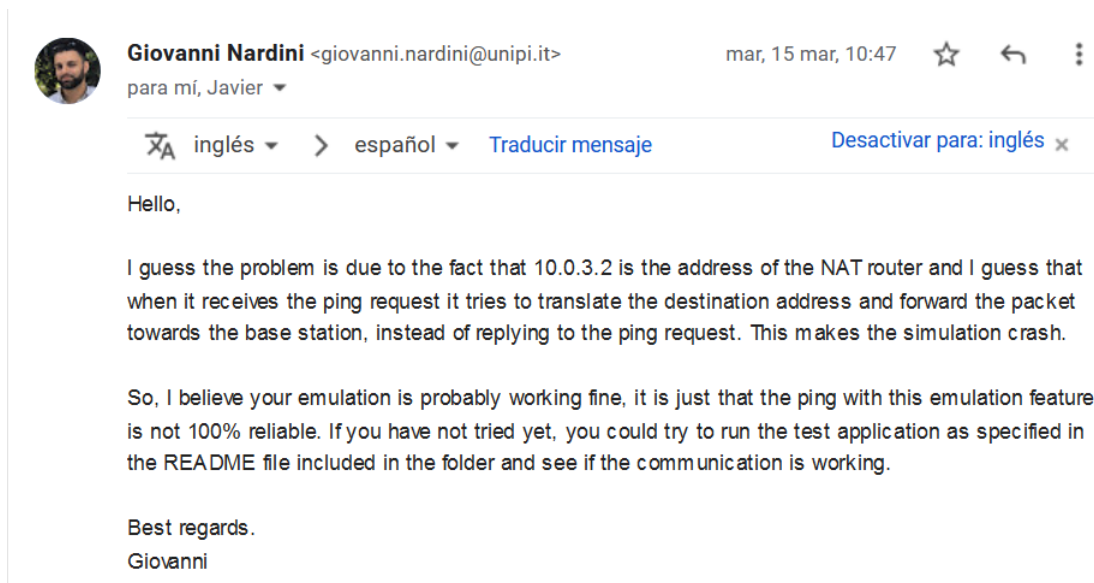 Giovanni Nardini <giovanni.nardini@unipi.it> mar, 15 mar, 10:47
para mí, Javier
inglés > español Traducir mensaje Desactivar para: inglés ×
Hello,
I guess the problem is due to the fact that 10.0.3.2 is the address of the NAT router and I guess that
when it receives the ping request it tries to translate the destination address and forward the packet
towards the base station, instead of replying to the ping request. This makes the simulation crash.
So, I believe your emulation is probably working fine, it is just that the ping with this emulation feature
is not 100% reliable. If you have not tried yet, you could try to run the test application as specified in
the README file included in the folder and see if the communication is working.
Best regards.
Giovanni